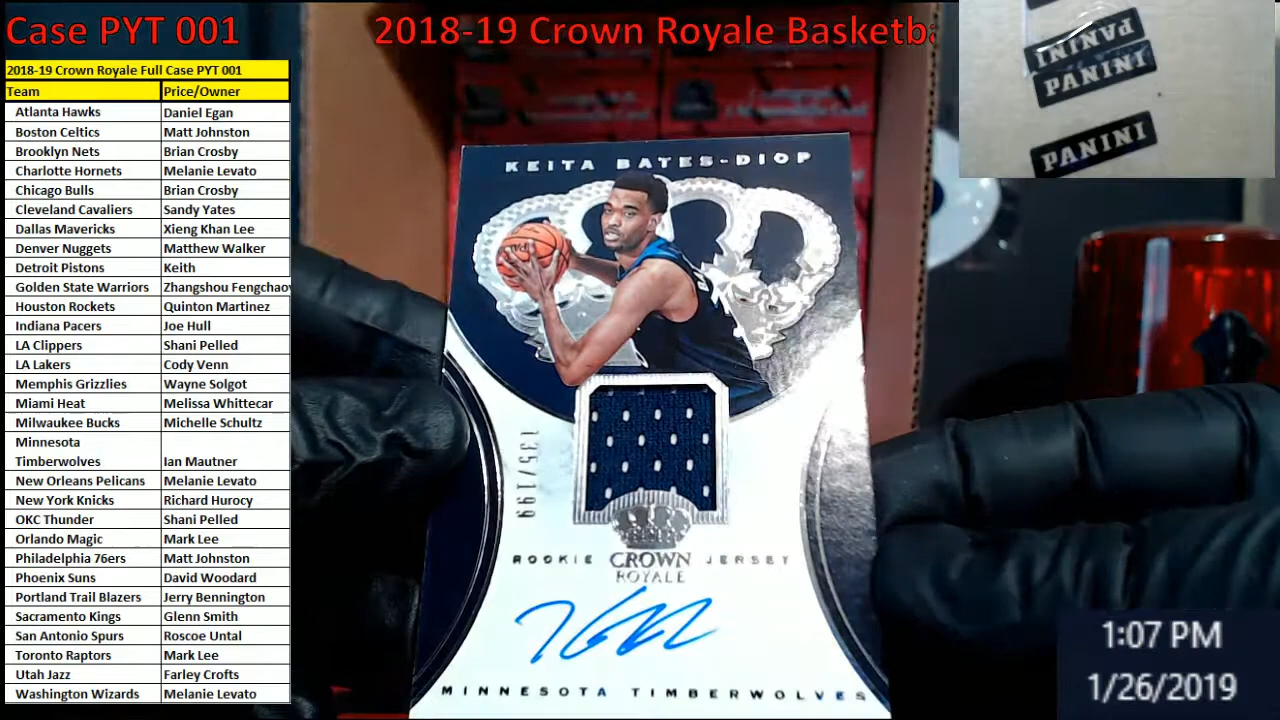 Case PYT 001
2018-19 Crown Royale Basketba
2018-19 Crown Royale Full Case PYT 001
Team Price/Owner
Atlanta Hawks Daniel Egan
Boston Celtics Matt Johnston
Brooklyn Nets Brian Crosby
Charlotte Hornets Melanie Levato
Chicago Bulls Brian Crosby
Cleveland Cavaliers Sandy Yates
Dallas Mavericks Xieng Khan Lee
Denver Nuggets Matthew Walker
Detroit Pistons Keith
Golden State Warriors Zhangshou Fengchaov
Houston Rockets Quinton Martinez
Indiana Pacers Joe Hull
LA Clippers Shani Pelled
LA Lakers Cody Venn
Memphis Grizzlies Wayne Solgot
Miami Heat Melissa Whittecar
Milwaukee Bucks Michelle Schultz
Minnesota
Timberwolves Ian Mautner
New Orleans Pelicans Melanie Levato
New York Knicks Richard Hurocy
OKC Thunder Shani Pelled
Orlando Magic Mark Lee
Philadelphia 76ers Matt Johnston
Phoenix Suns David Woodard
Portland Trail Blazers Jerry Bennington
Sacramento Kings Glenn Smith
San Antonio Spurs Roscoe Untal
Toronto Raptors Mark Lee
Utah Jazz Farley Crofts
Washington Wizards Melanie Levato
KEITA BATES-DIOP
135/199
ROOKIE CROWN JERSEY
ROYALE
MINNESOTA TIMBERWOLVES
PANINI
PANINI
PANINI
1:07 PM
1/26/2019